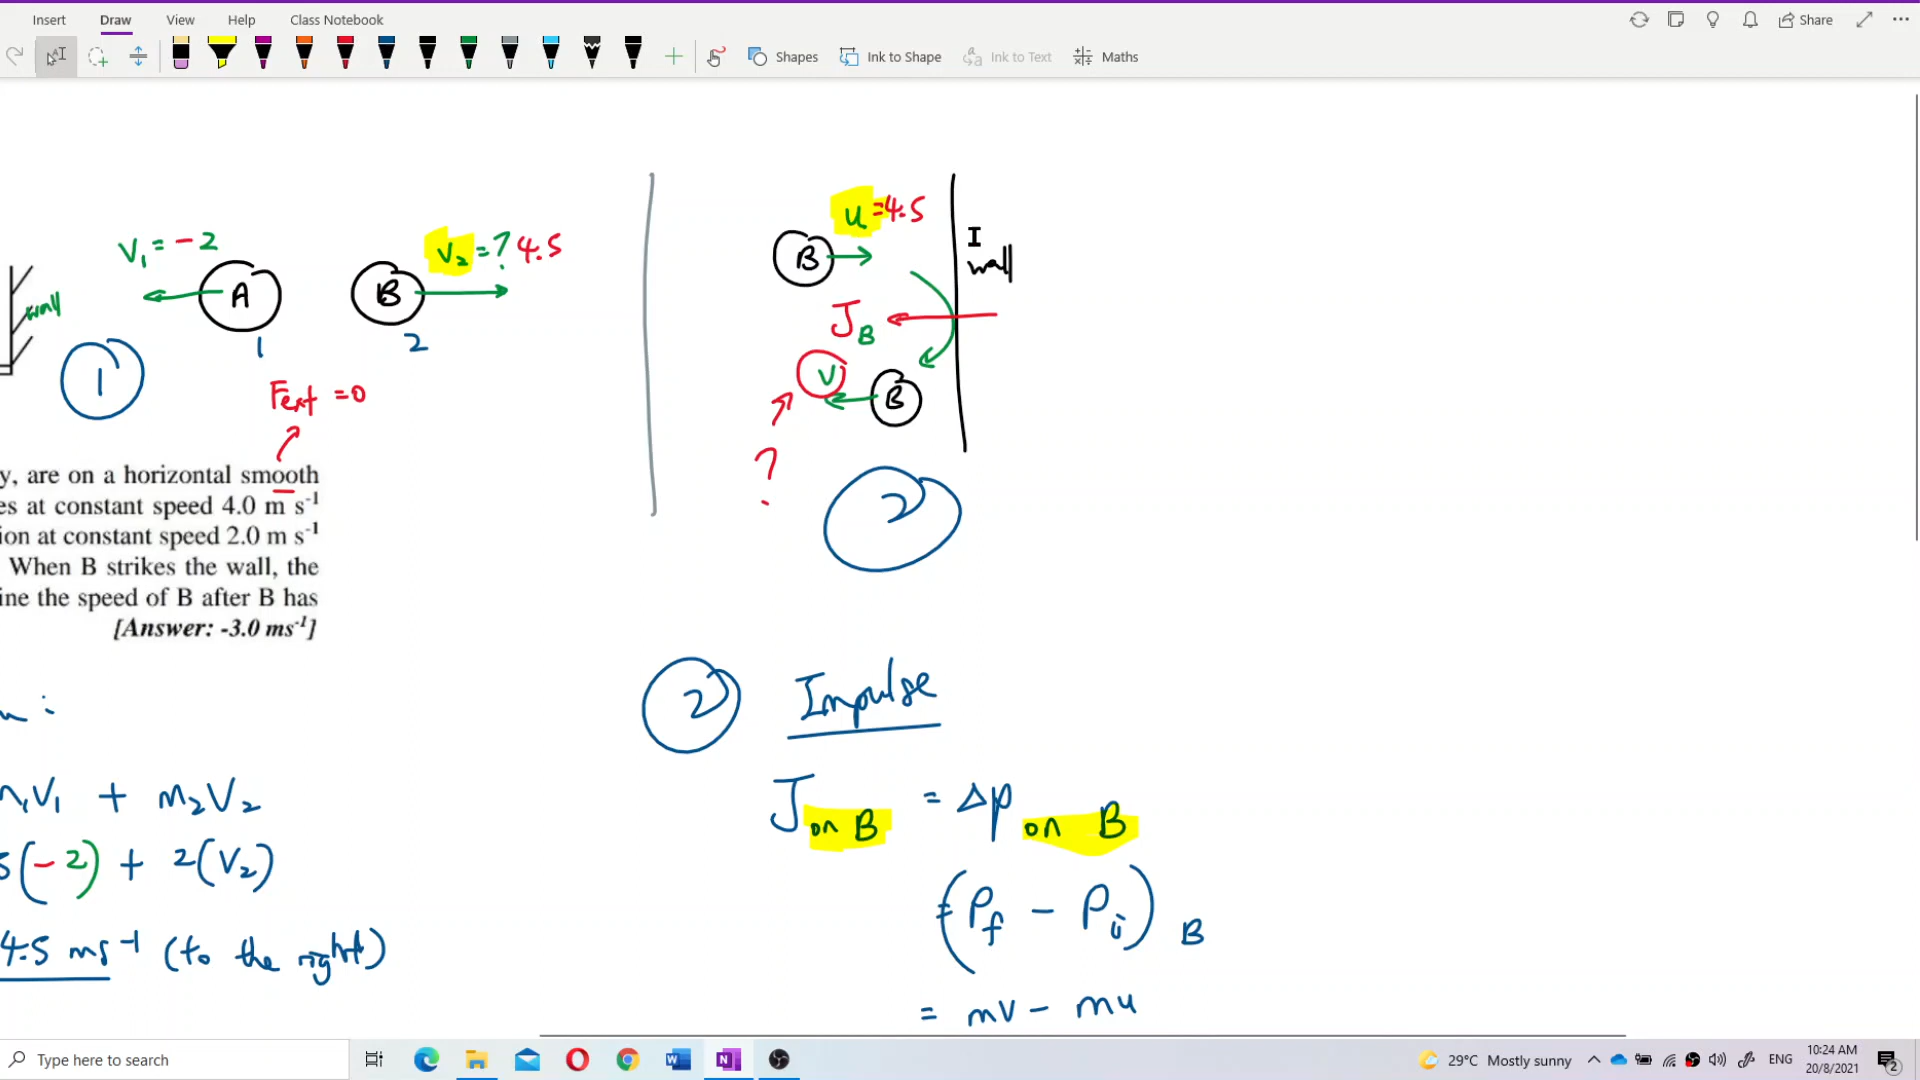 Insert Draw View Help Class Notebook
Share
Shapes Ink to Shape Ink to Text Maths
V₁ = -2
wall
A
1
B
2
V₂ = ? 4.5
1
Fext = 0
u = 4.5
B
I
wall
J_B
V
B
?
2
y, are on a horizontal smooth
es at constant speed 4.0 m s⁻¹
ion at constant speed 2.0 m s⁻¹
When B strikes the wall, the
ine the speed of B after B has
[Answer: -3.0 ms⁻¹]
:
V₁ + m₂V₂
(-2) + 2(V₂)
4.5 ms⁻¹ (to the right)
2 Impulse
J on B = Δp on B
= (P_f - P_i) B
= mv - mu
Type here to search
29°C Mostly sunny
ENG
10:24 AM
20/8/2021
2